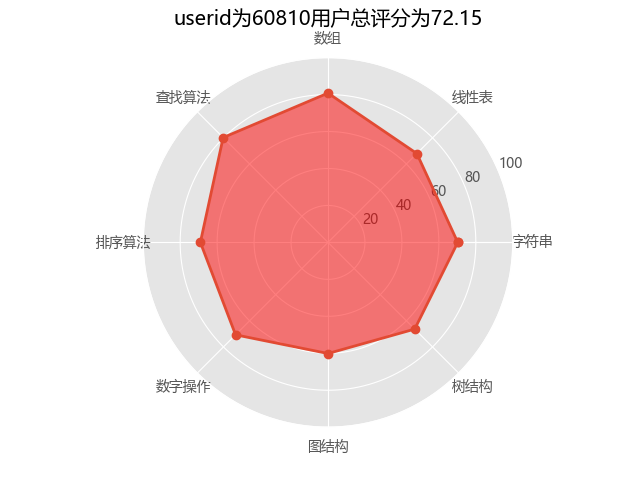 userid为60810用户总评分为72.15
数组
查找算法
线性表
100
80
60
40
20
排序算法
字符串
数字操作
树结构
图结构